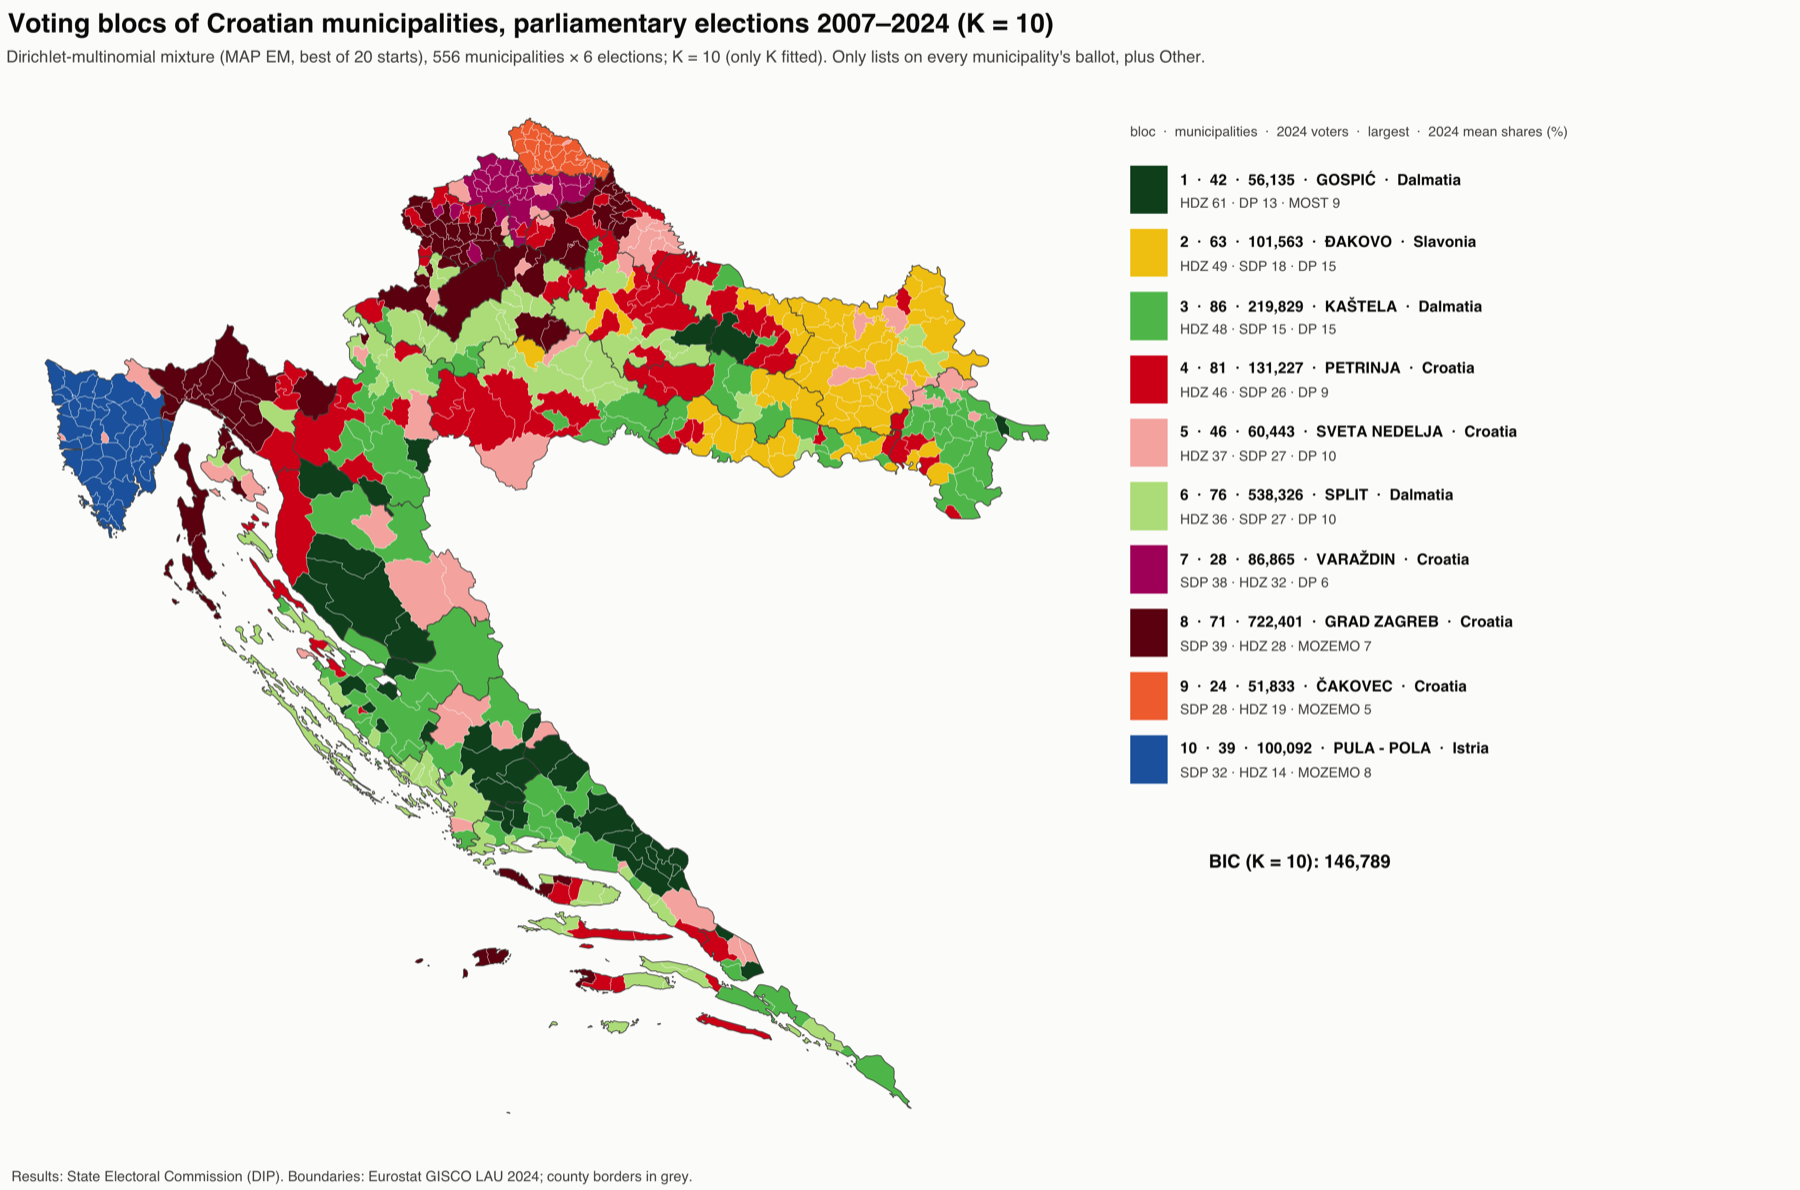 Voting blocs of Croatian municipalities, parliamentary elections 2007–2024 (K = 10)
Dirichlet-multinomial mixture (MAP EM, best of 20 starts), 556 municipalities × 6 elections; K = 10 (only K fitted). Only lists on every municipality's ballot, plus Other.
bloc · municipalities · 2024 voters · largest · 2024 mean shares (%)
1 · 42 · 56,135 · GOSPIĆ · Dalmatia
HDZ 61 · DP 13 · MOST 9
2 · 63 · 101,563 · ĐAKOVO · Slavonia
HDZ 49 · SDP 18 · DP 15
3 · 86 · 219,829 · KAŠTELA · Dalmatia
HDZ 48 · SDP 15 · DP 15
4 · 81 · 131,227 · PETRINJA · Croatia
HDZ 46 · SDP 26 · DP 9
5 · 46 · 60,443 · SVETA NEDELJA · Croatia
HDZ 37 · SDP 27 · DP 10
6 · 76 · 538,326 · SPLIT · Dalmatia
HDZ 36 · SDP 27 · DP 10
7 · 28 · 86,865 · VARAŽDIN · Croatia
SDP 38 · HDZ 32 · DP 6
8 · 71 · 722,401 · GRAD ZAGREB · Croatia
SDP 39 · HDZ 28 · MOZEMO 7
9 · 24 · 51,833 · ČAKOVEC · Croatia
SDP 28 · HDZ 19 · MOZEMO 5
10 · 39 · 100,092 · PULA - POLA · Istria
SDP 32 · HDZ 14 · MOZEMO 8
BIC (K = 10): 146,789
Results: State Electoral Commission (DIP). Boundaries: Eurostat GISCO LAU 2024; county borders in grey.